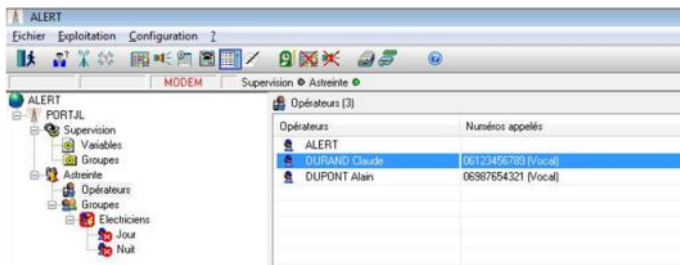 ALERT
Fichier Exploitation Configuration ?
MODEM Supervision Astreinte
ALERT
PORTJL
Supervision
Variables
Groupes
Astreinte
Opérateurs
Groupes
Electriciens
Jour
Nuit
Opérateurs (3)
Opérateurs Numéros appelés
ALERT
DURAND Claude 06123456789 (Vocal)
DUPONT Alain 06987654321 (Vocal)